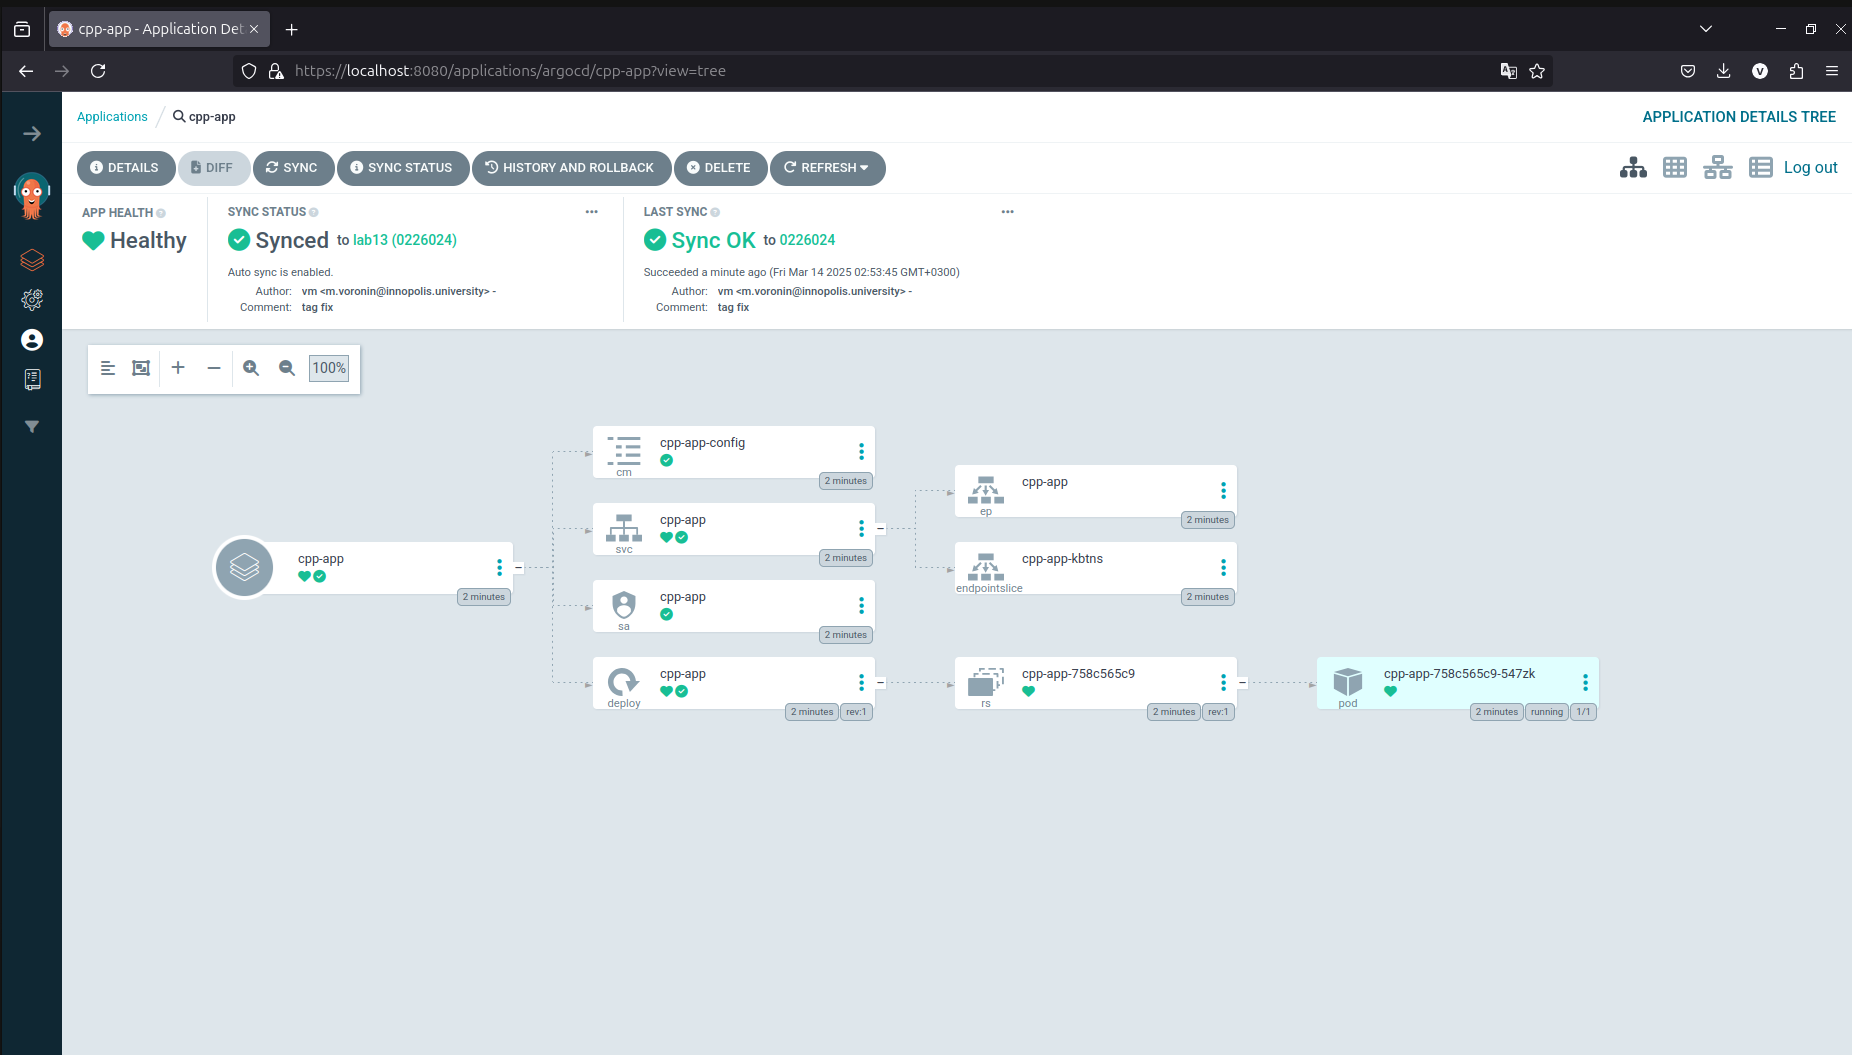 cpp-app - Application Det
https://localhost:8080/applications/argocd/cpp-app?view=tree
Applications / cpp-app
APPLICATION DETAILS TREE
DETAILS
DIFF
SYNC
SYNC STATUS
HISTORY AND ROLLBACK
DELETE
REFRESH
Log out
APP HEALTH
Healthy
SYNC STATUS
Synced to lab13 (0226024)
Auto sync is enabled.
Author: vm <m.voronin@innopolis.university> -
Comment: tag fix
LAST SYNC
Sync OK to 0226024
Succeeded a minute ago (Fri Mar 14 2025 02:53:45 GMT+0300)
Author: vm <m.voronin@innopolis.university> -
Comment: tag fix
100%
cpp-app
2 minutes
cpp-app-config
cm
2 minutes
cpp-app
svc
2 minutes
cpp-app
sa
2 minutes
cpp-app
deploy
2 minutes
rev:1
cpp-app
ep
2 minutes
cpp-app-kbtns
endpointslice
2 minutes
cpp-app-758c565c9
rs
2 minutes
rev:1
cpp-app-758c565c9-547zk
pod
2 minutes
running
1/1